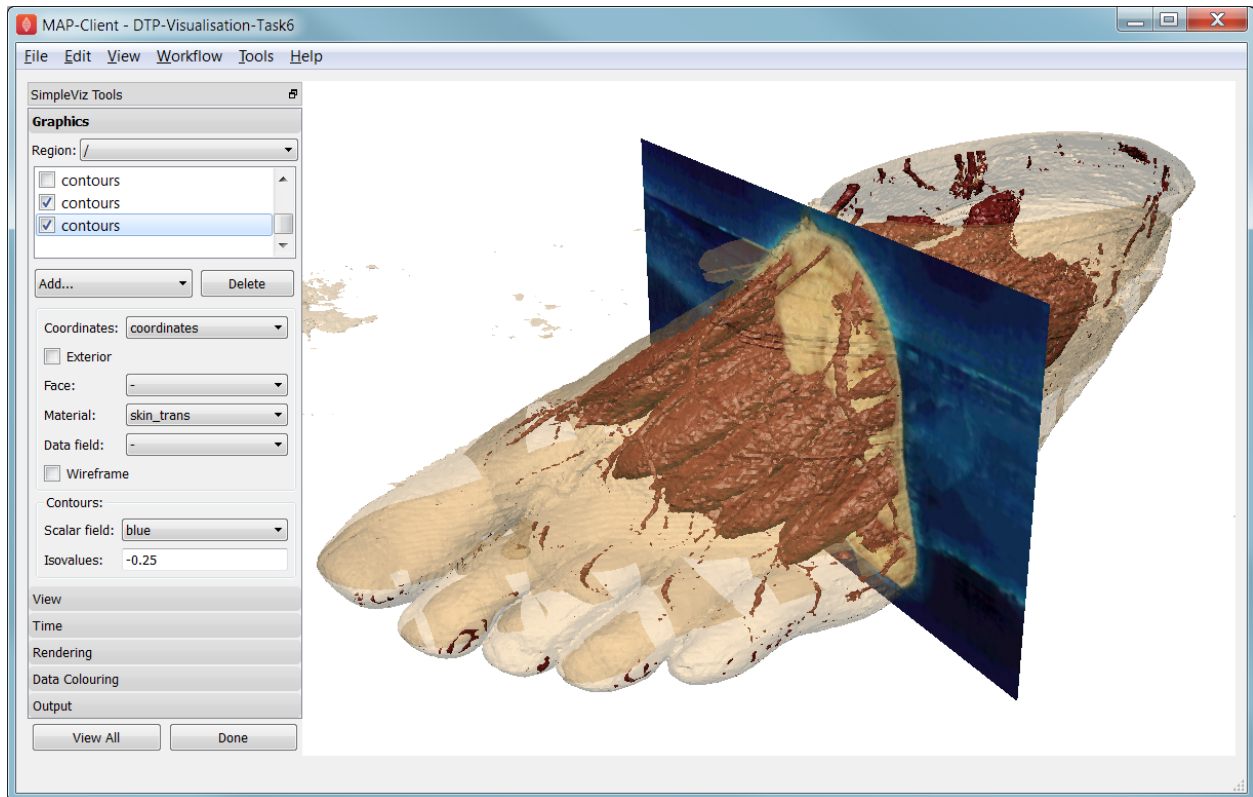 MAP-Client - DTP-Visualisation-Task6
File Edit View Workflow Tools Help
SimpleViz Tools
Graphics
Region: /
contours
contours
contours
Add... Delete
Coordinates: coordinates
Exterior
Face: -
Material: skin_trans
Data field: -
Wireframe
Contours:
Scalar field: blue
Isovalues: -0.25
View
Time
Rendering
Data Colouring
Output
View All Done